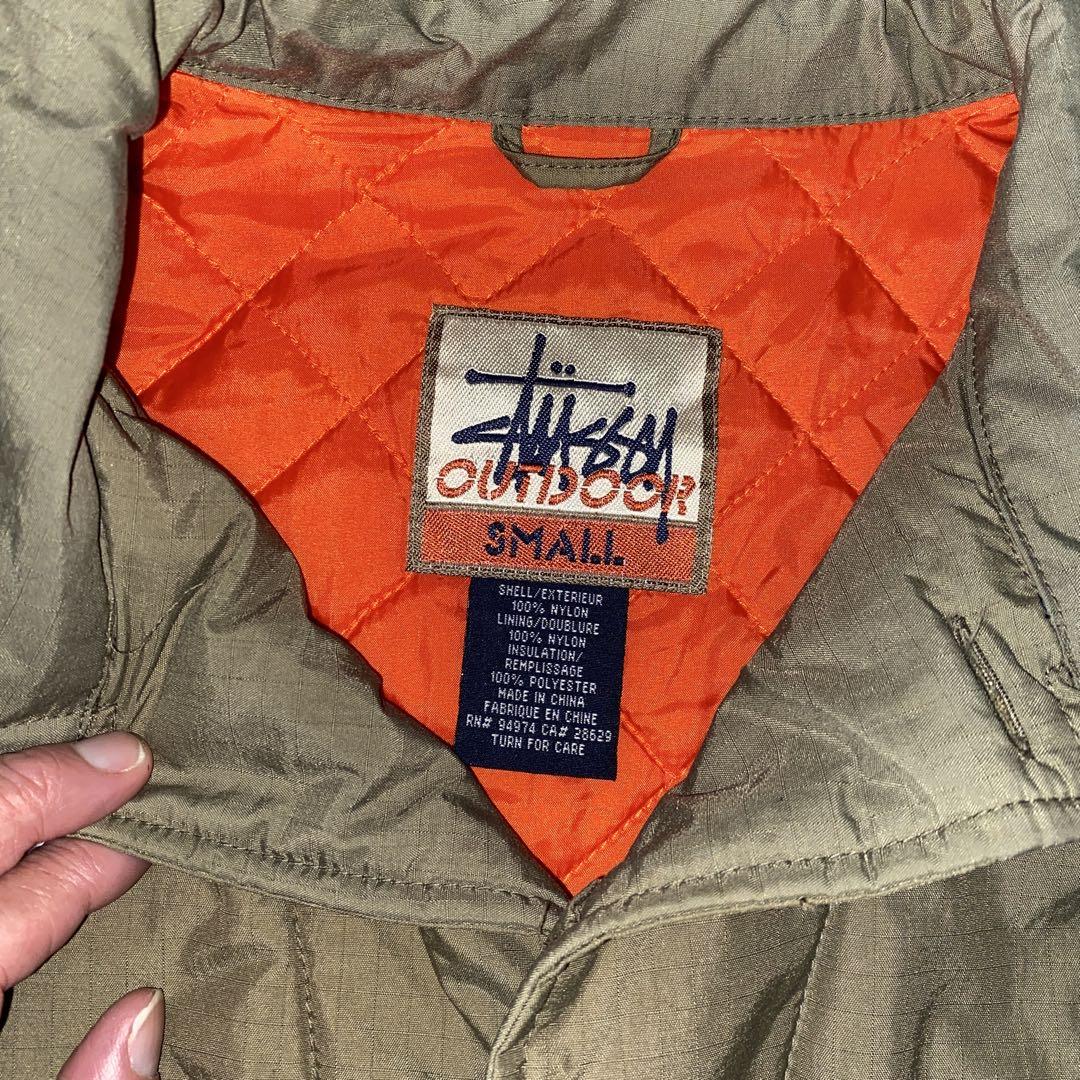 STÜSSY
OUTDOOR
SMALL
SHELL/EXTERIEUR
100% NYLON
LINING/DOUBLURE
100% NYLON
INSULATION/
REMPLISSAGE
100% POLYESTER
MADE IN CHINA
FABRIQUE EN CHINE
RN# 94974 CA# 28629
TURN FOR CARE